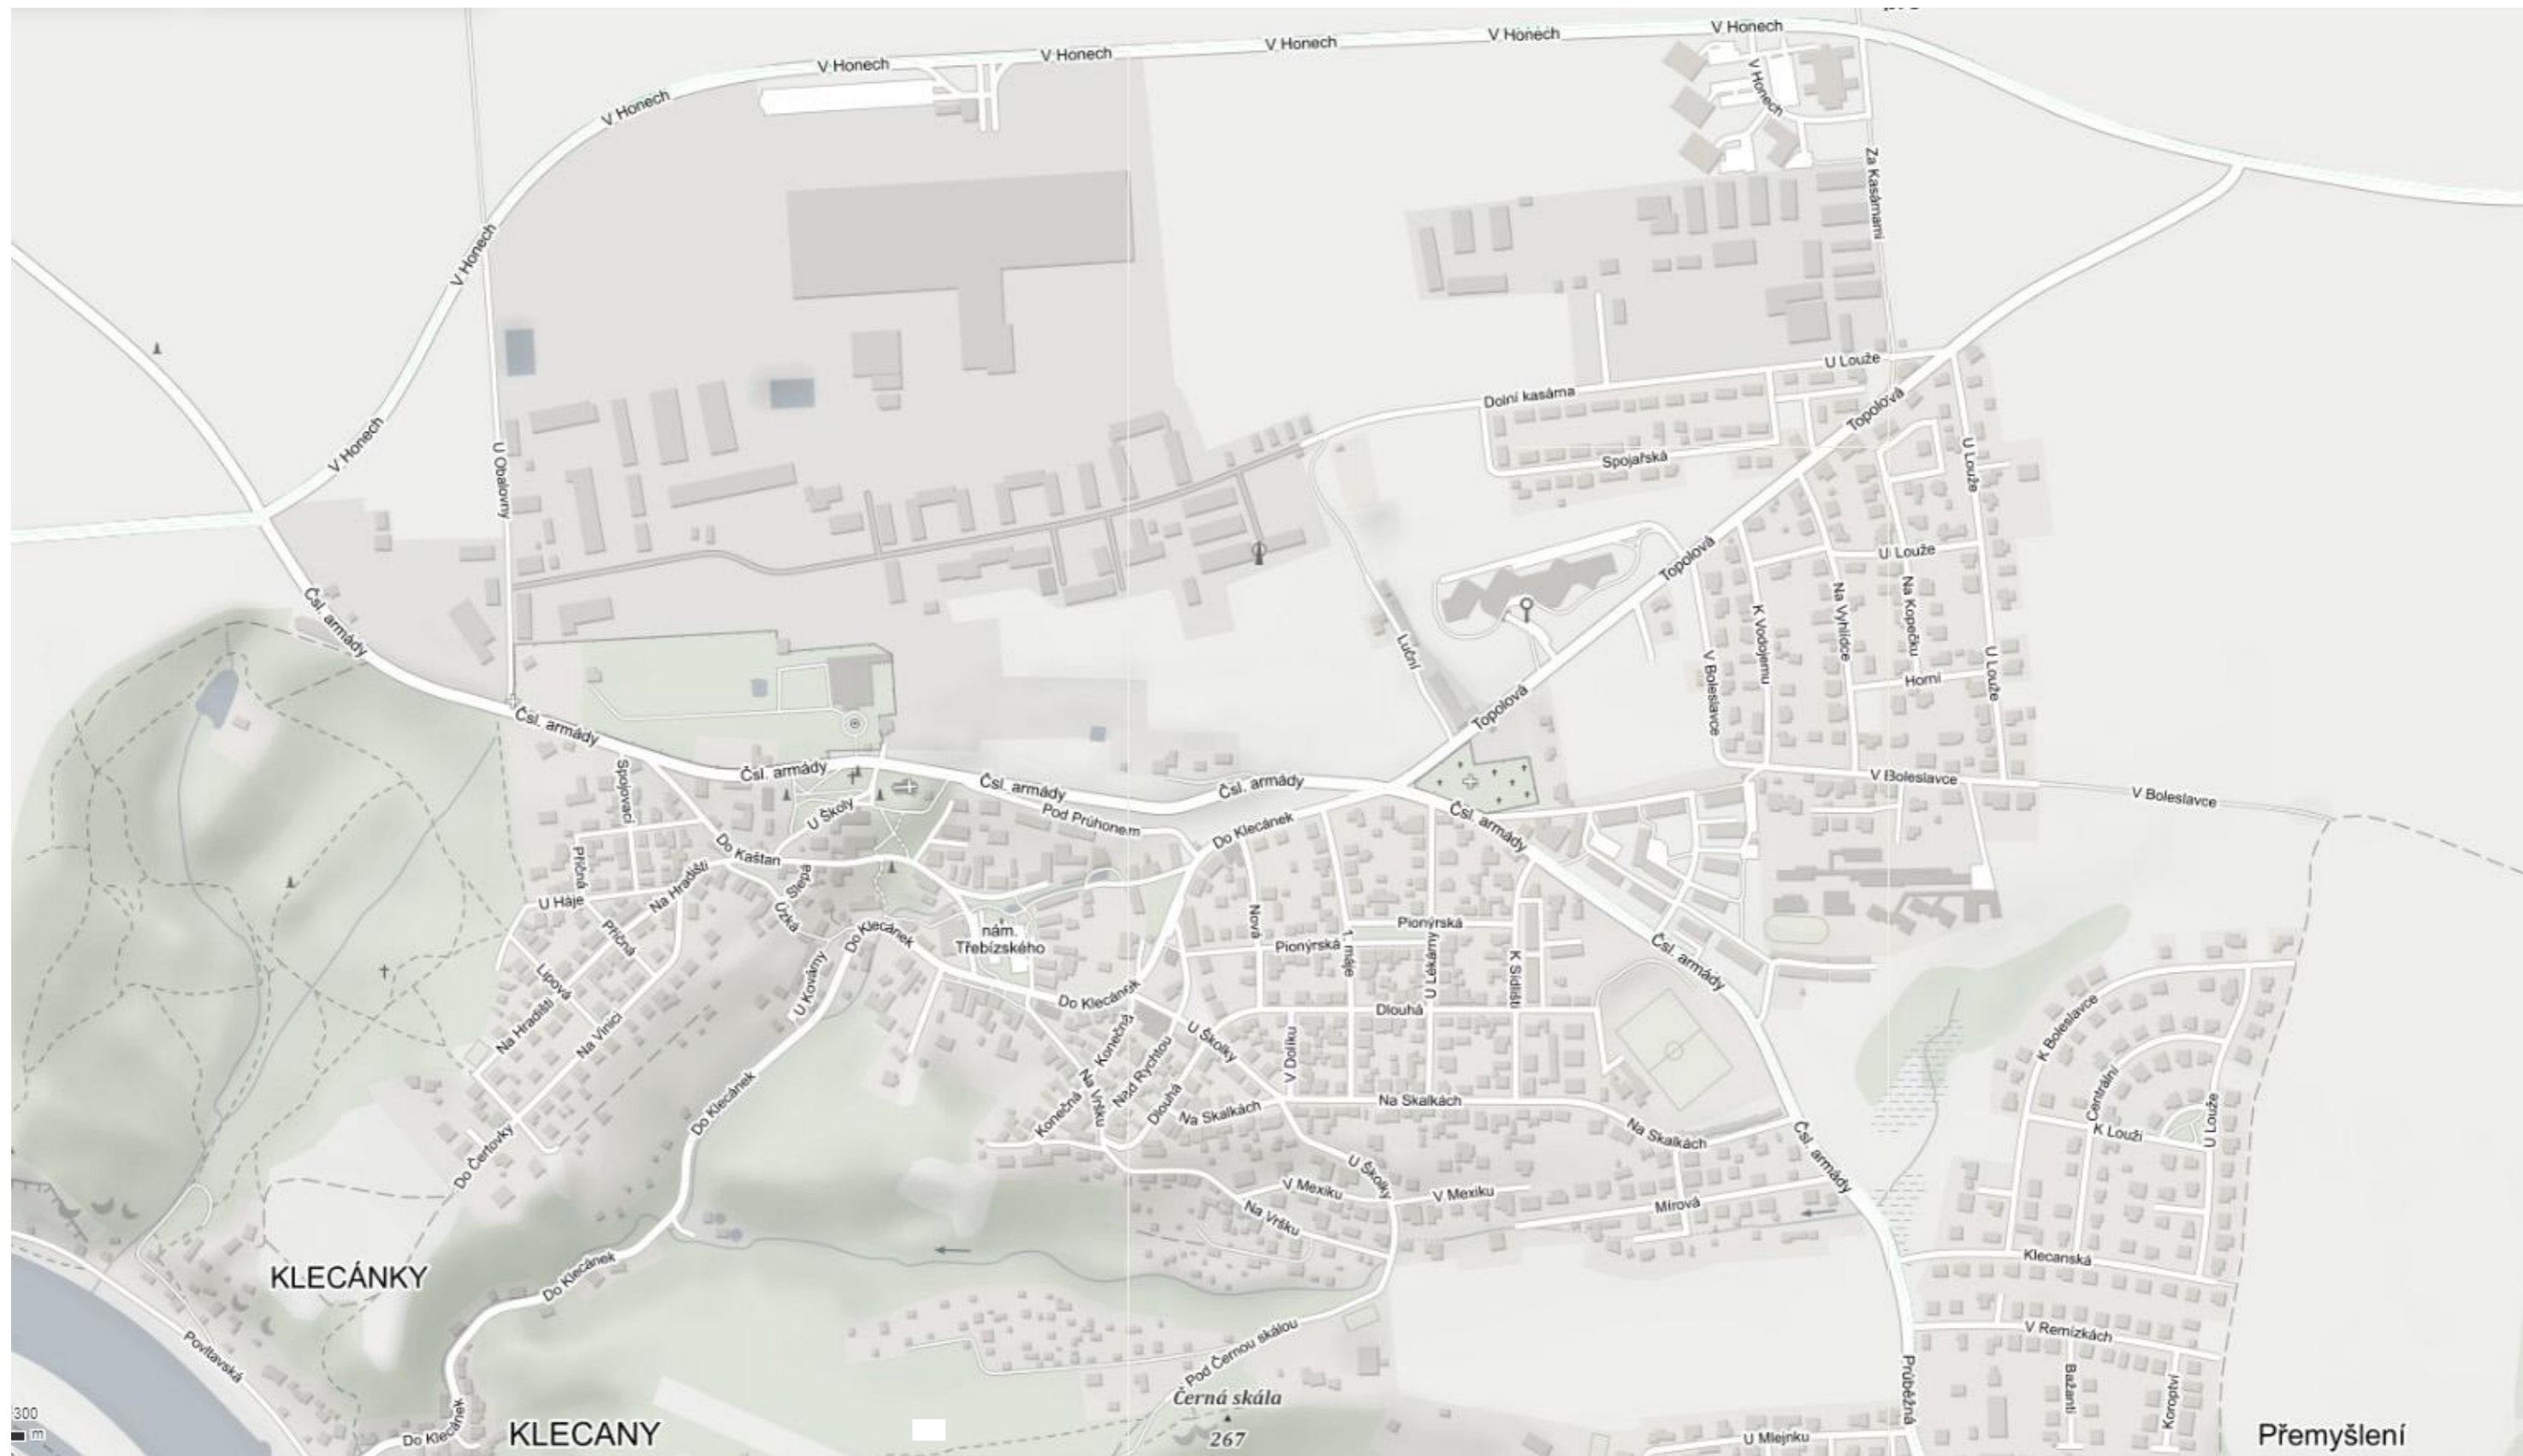 V Honech
V Honech
V Honech
V Honech
V Honech
V Honech
V Honech
V Honech
V Honech
Za Kasárnami
U Louže
Dolní kasárna
Topolová
Spojařská
U Louže
U Obalovny
Topolová
U Louže
Na Kopečku
Na Vyhlídce
K Vodojemu
Čsl. armády
Luční
V Boleslavce
Horní
U Louže
Topolová
Čsl. armády
Čsl. armády
Čsl. armády
Čsl. armády
V Boleslavce
V Boleslavce
Spojovací
U Školy
Pod Průhonem
Do Klecánek
Čsl. armády
Do Kaštan
Příčná
Na Hradišti
Slepá
Úzká
U Háje
Příčná
Do Klecánek
nám.
Třebízského
Nová
Pionýrská
Pionýrská
1. máje
U Lékárny
K Sídlišti
Čsl. armády
Lipová
U Kovárny
Do Klecánek
Dlouhá
Na Hradišti
Na Vinici
Konečná
U Školky
V Dolíku
K Boleslavce
Centrální
Do Klecánek
Konečná
Na Vršku
Nad Rychtou
Dlouhá
Na Skalkách
Na Skalkách
Na Skalkách
Čsl. armády
K Louži
U Louže
Do Čertovky
U Školky
V Mexiku
V Mexiku
Na Vršku
Mírová
Klecanská
KLECÁNKY
Do Klecánek
Povltavská
Pod Černou skálou
V Remízkách
Průběžná
Bažantí
Koroptví
Černá skála
267
300
m
Do Klecánek
KLECANY
U Mlejnku
Přemyšlení